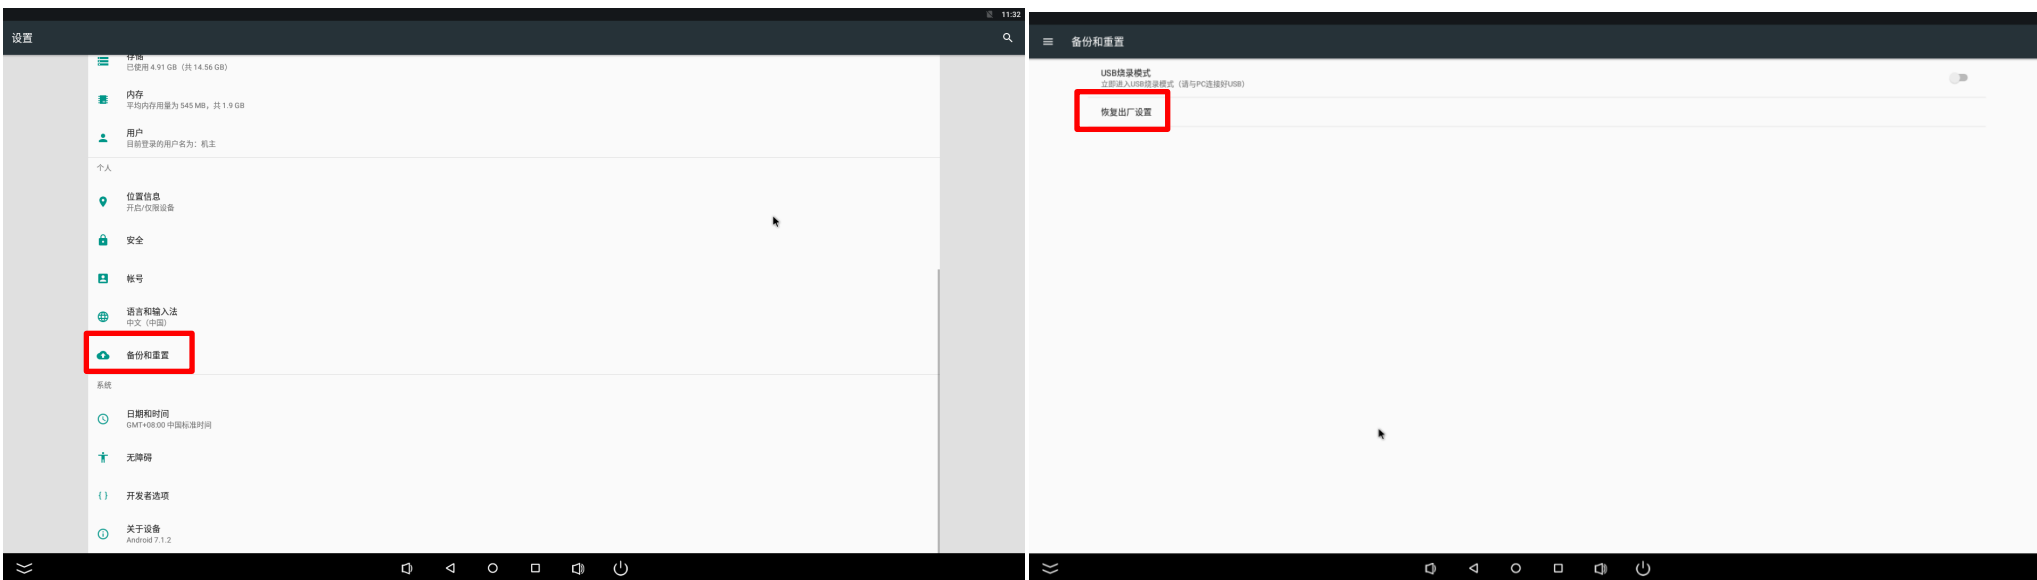 11:32
设置
存储
已使用 4.91 GB（共 14.56 GB）
内存
平均内存用量为 545 MB，共 1.9 GB
用户
目前登录的用户名为：机主
个人
位置信息
开启/仅限设备
安全
帐号
语言和输入法
中文（中国）
备份和重置
系统
日期和时间
GMT+08:00 中国标准时间
无障碍
开发者选项
关于设备
Android 7.1.2
备份和重置
USB烧录模式
立即进入USB烧录模式（请与PC连接好USB）
恢复出厂设置